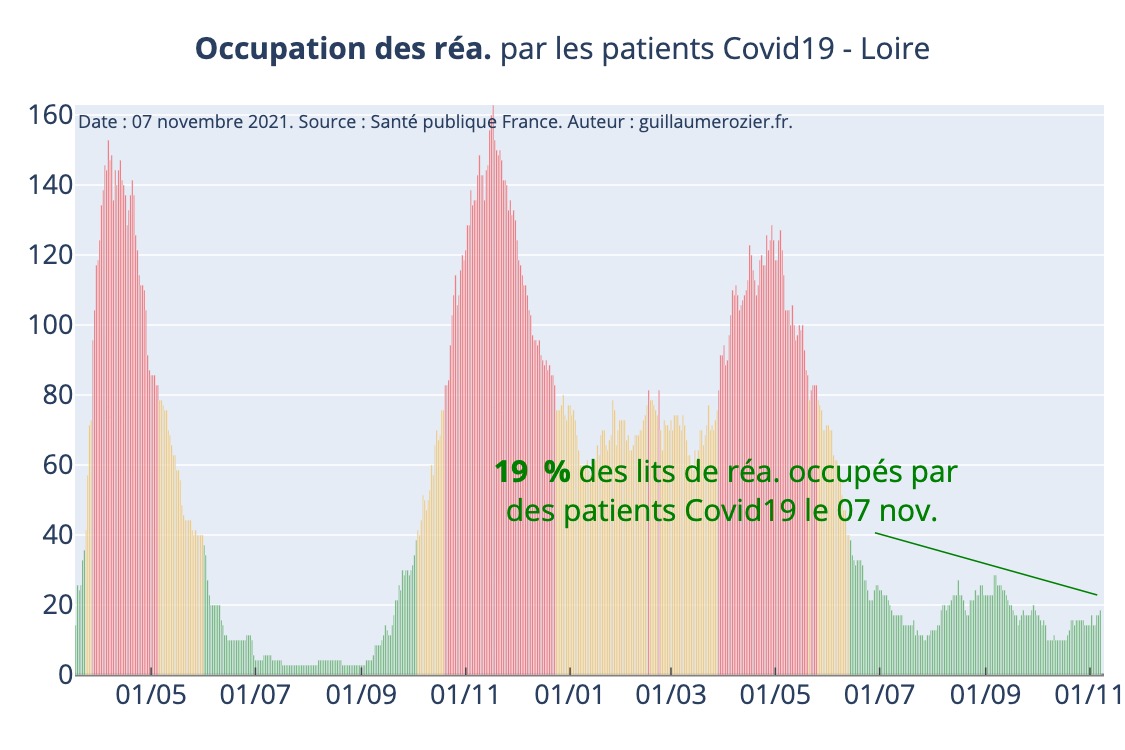 Occupation des réa. par les patients Covid19 - Loire
160
Date : 07 novembre 2021. Source : Santé publique France. Auteur : guillaumerozier.fr.
140
120
100
80
60
19 % des lits de réa. occupés par
des patients Covid19 le 07 nov.
40
20
0
01/05 01/07 01/09 01/11 01/01 01/03 01/05 01/07 01/09 01/11